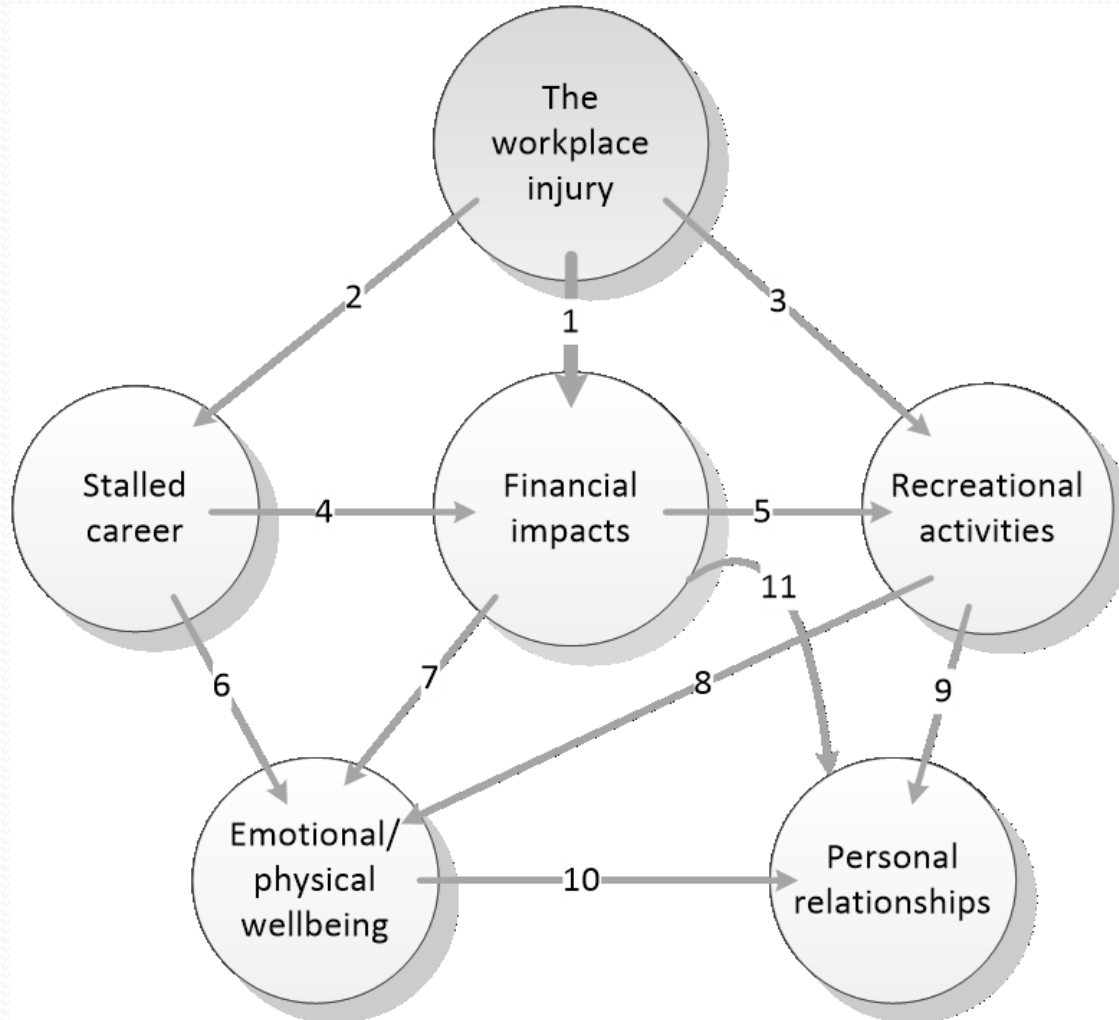 The
workplace
injury
2
1
3
Stalled
career
4
Financial
impacts
5
Recreational
activities
11
6
7
8
9
Emotional/
physical
wellbeing
10
Personal
relationships